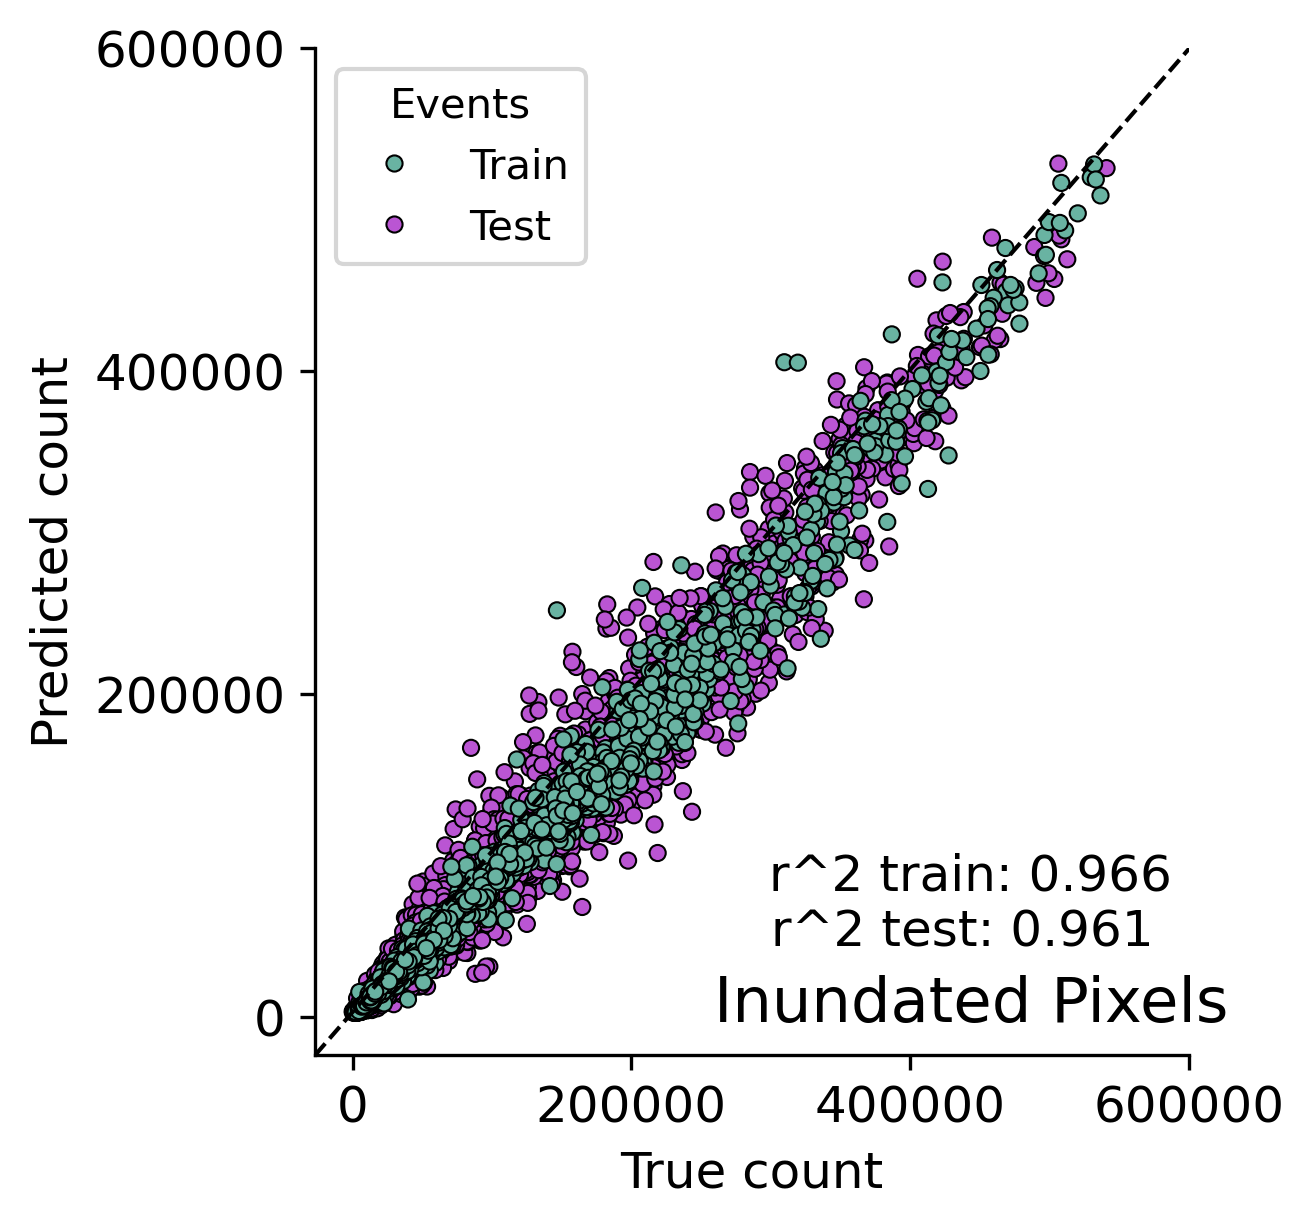 600000
400000
200000
0
Predicted count
Events
Train
Test
r^2 train: 0.966
r^2 test: 0.961
Inundated Pixels
0 200000 400000 600000
True count